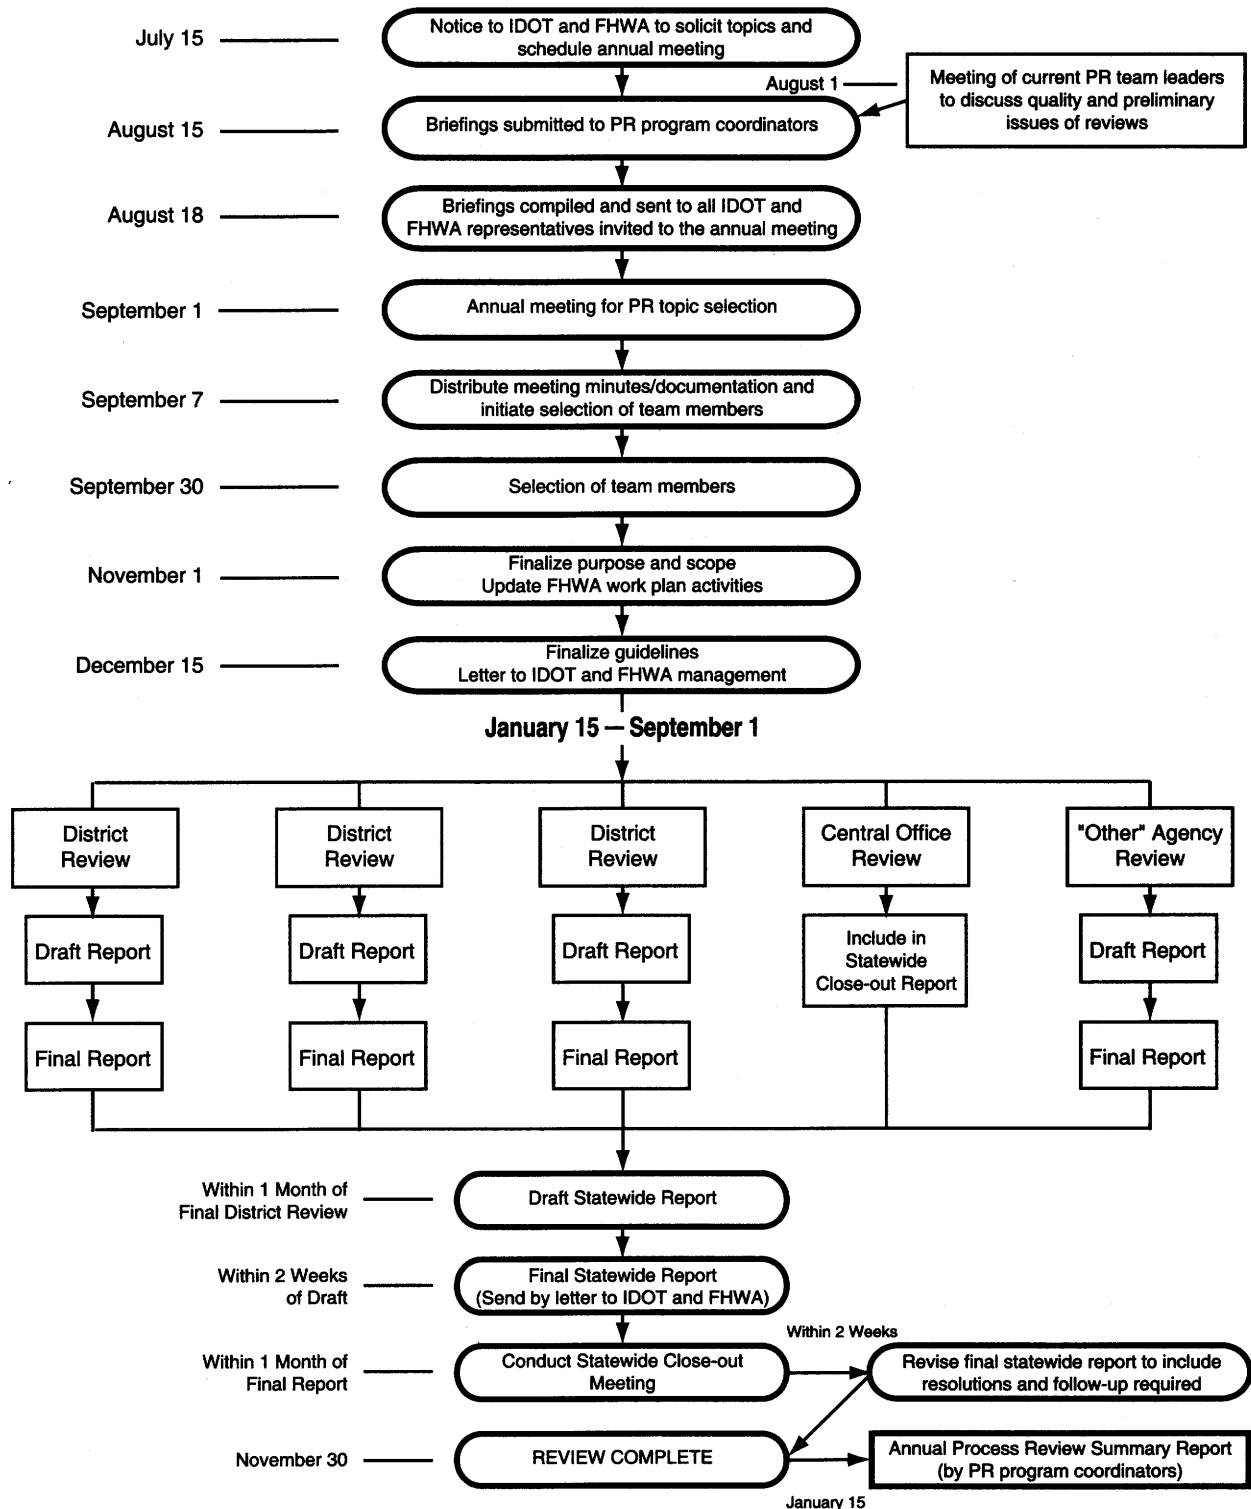 July 15
Notice to IDOT and FHWA to solicit topics and
schedule annual meeting
August 1
Meeting of current PR team leaders
to discuss quality and preliminary
issues of reviews
August 15
Briefings submitted to PR program coordinators
August 18
Briefings compiled and sent to all IDOT and
FHWA representatives invited to the annual meeting
September 1
Annual meeting for PR topic selection
September 7
Distribute meeting minutes/documentation and
initiate selection of team members
September 30
Selection of team members
November 1
Finalize purpose and scope
Update FHWA work plan activities
December 15
Finalize guidelines
Letter to IDOT and FHWA management
January 15 — September 1
District
Review
Draft Report
Final Report
District
Review
Draft Report
Final Report
District
Review
Draft Report
Final Report
Central Office
Review
Include in
Statewide
Close-out Report
"Other" Agency
Review
Draft Report
Final Report
Within 1 Month of
Final District Review
Draft Statewide Report
Within 2 Weeks
of Draft
Final Statewide Report
(Send by letter to IDOT and FHWA)
Within 1 Month of
Final Report
Conduct Statewide Close-out
Meeting
Within 2 Weeks
Revise final statewide report to include
resolutions and follow-up required
November 30
REVIEW COMPLETE
Annual Process Review Summary Report
(by PR program coordinators)
January 15